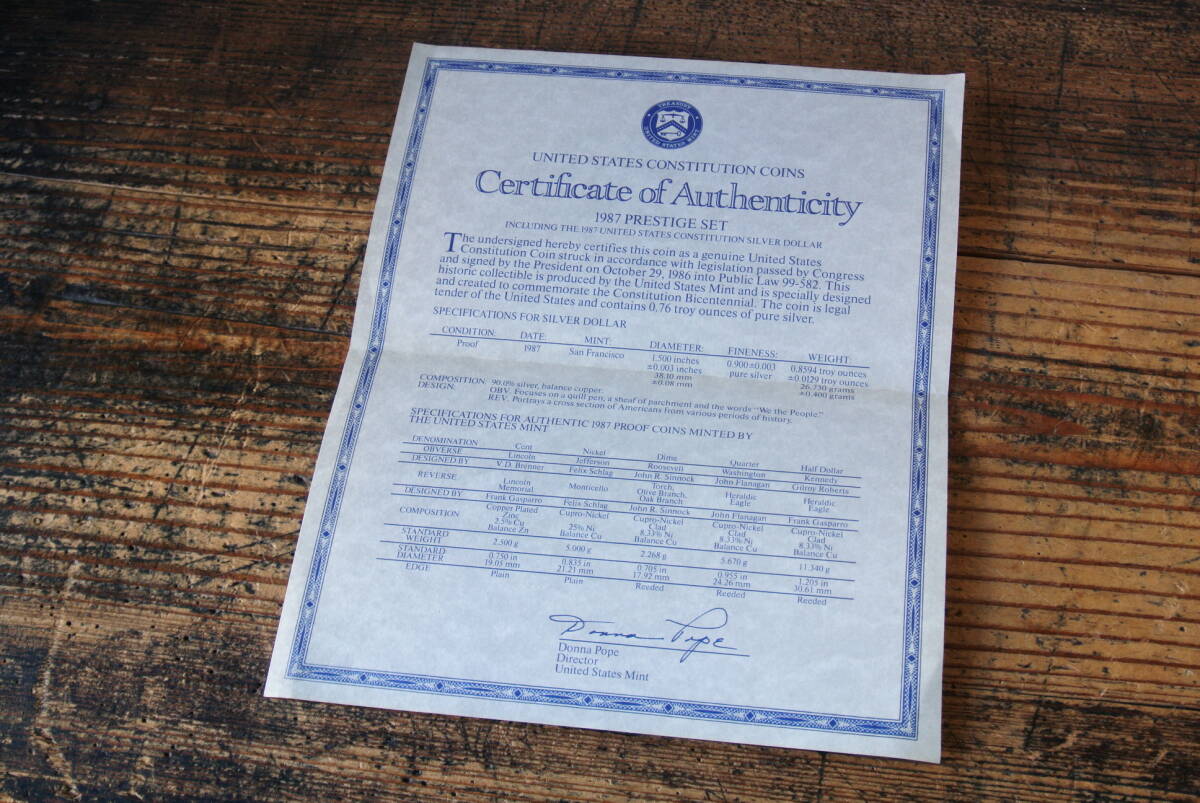 TREASURY
UNITED STATES MINT
UNITED STATES CONSTITUTION COINS
Certificate of Authenticity
1987 PRESTIGE SET
INCLUDING THE 1987 UNITED STATES CONSTITUTION SILVER DOLLAR
The undersigned hereby certifies this coin as a genuine United States
Constitution Coin struck in accordance with legislation passed by Congress
and signed by the President on October 29, 1986 into Public Law 99-582. This
historic collectible is produced by the United States Mint and is specially designed
and created to commemorate the Constitution Bicentennial. The coin is legal
tender of the United States and contains 0.76 troy ounces of pure silver.
SPECIFICATIONS FOR SILVER DOLLAR
CONDITION: DATE: MINT: DIAMETER: FINENESS: WEIGHT:
Proof 1987 San Francisco 1.500 inches 0.900±0.003 0.8594 troy ounces
±0.003 inches pure silver ±0.0129 troy ounces
38.10 mm 26.730 grams
±0.08 mm ±0.400 grams
COMPOSITION: 90.0% silver, balance copper.
DESIGN: OBV: Focuses on a quill pen, a sheaf of parchment and the words "We the People."
REV: Portrays a cross section of Americans from various periods of history.
SPECIFICATIONS FOR AUTHENTIC 1987 PROOF COINS MINTED BY
THE UNITED STATES MINT
DENOMINATION Cent Nickel Dime Quarter Half Dollar
OBVERSE Lincoln Jefferson Roosevelt Washington Kennedy
DESIGNED BY V.D. Brenner Felix Schlag John R. Sinnock John Flanagan Gilroy Roberts
REVERSE Lincoln Monticello Torch, Heraldic Heraldic
Memorial Olive Branch, Eagle Eagle
Oak Branch
DESIGNED BY Frank Gasparro Felix Schlag John R. Sinnock John Flanagan Frank Gasparro
COMPOSITION Copper Plated Cupro-Nickel Cupro-Nickel Cupro-Nickel Cupro-Nickel
Zinc Clad Clad Clad
2.5% Cu 25% Ni 8.33% Ni 8.33% Ni 8.33% Ni
Balance Zn Balance Cu Balance Cu Balance Cu Balance Cu
STANDARD
WEIGHT 2.500 g 5.000 g 2.268 g 5.670 g 11.340 g
STANDARD 0.750 in 0.835 in 0.705 in 0.955 in 1.205 in
DIAMETER 19.05 mm 21.21 mm 17.92 mm 24.26 mm 30.61 mm
EDGE Plain Plain Reeded Reeded Reeded
Donna Pope
Donna Pope
Director
United States Mint